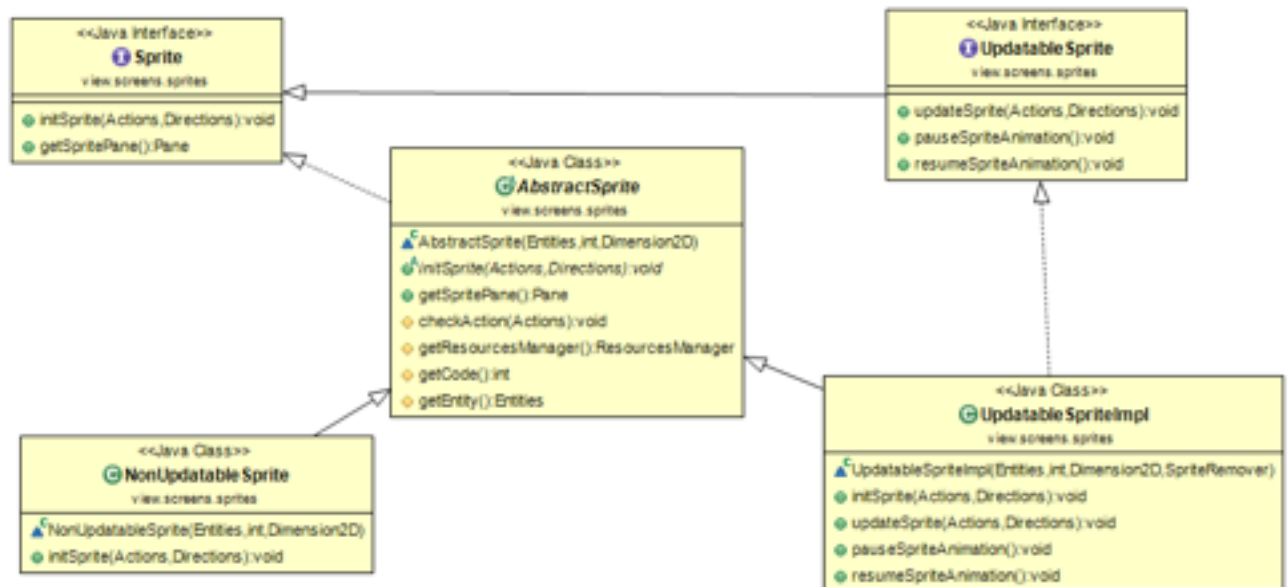 <<Java Interface>>
Sprite
view.screens.sprites
initSprite(Actions,Directions):void
getSpritePane():Pane
<<Java Interface>>
UpdatableSprite
view.screens.sprites
updateSprite(Actions,Directions):void
pauseSpriteAnimation():void
resumeSpriteAnimation():void
<<Java Class>>
AbstractSprite
view.screens.sprites
AbstractSprite(Entities,int,Dimension2D)
initSprite(Actions,Directions):void
getSpritePane():Pane
checkAction(Actions):void
getResourcesManager():ResourcesManager
getCode():int
getEntity():Entities
<<Java Class>>
NonUpdatableSprite
view.screens.sprites
NonUpdatableSprite(Entities,int,Dimension2D)
initSprite(Actions,Directions):void
<<Java Class>>
UpdatableSpriteImpl
view.screens.sprites
UpdatableSpriteImpl(Entities,int,Dimension2D,SpriteRemover)
initSprite(Actions,Directions):void
updateSprite(Actions,Directions):void
pauseSpriteAnimation():void
resumeSpriteAnimation():void